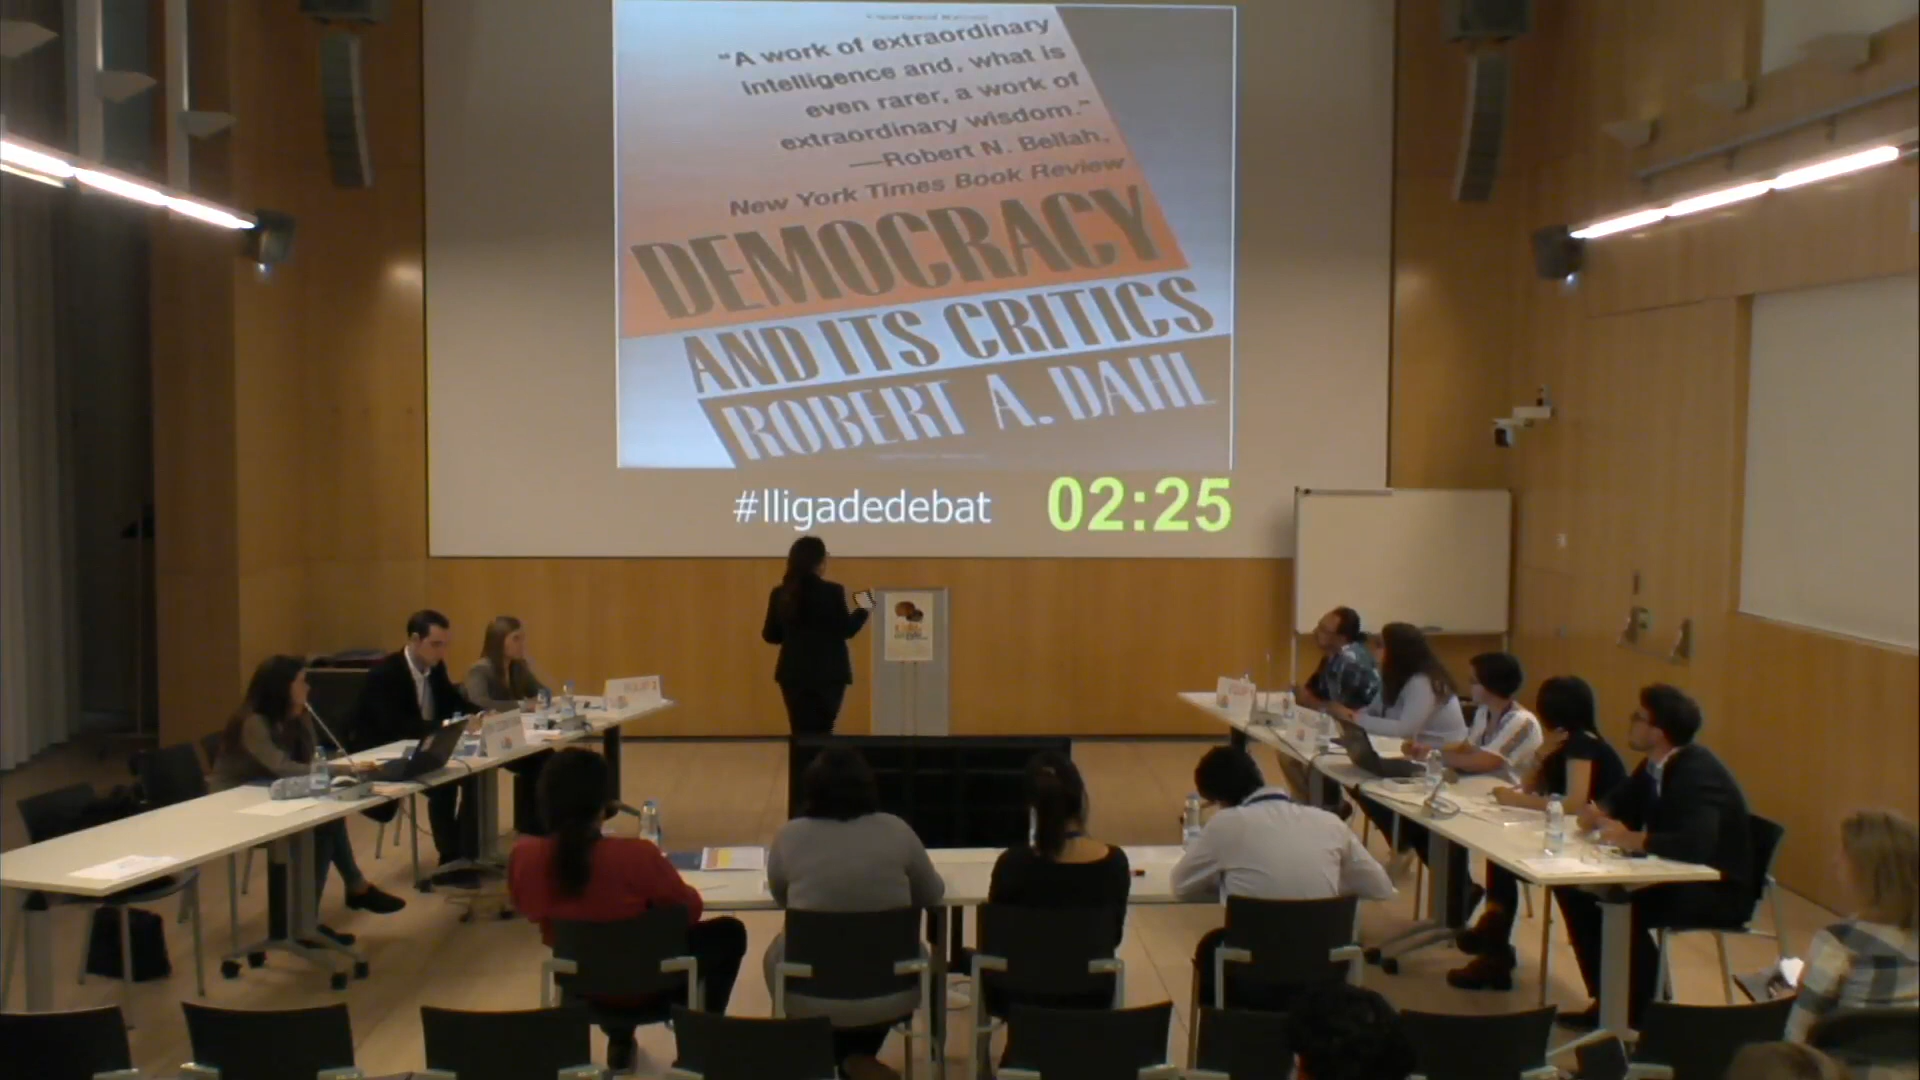 "A work of extraordinary
intelligence and, what is
even rarer, a work of
extraordinary wisdom."
—Robert N. Bellah,
New York Times Book Review
DEMOCRACY
AND ITS CRITICS
ROBERT A. DAHL
#lligadedebat
02:25